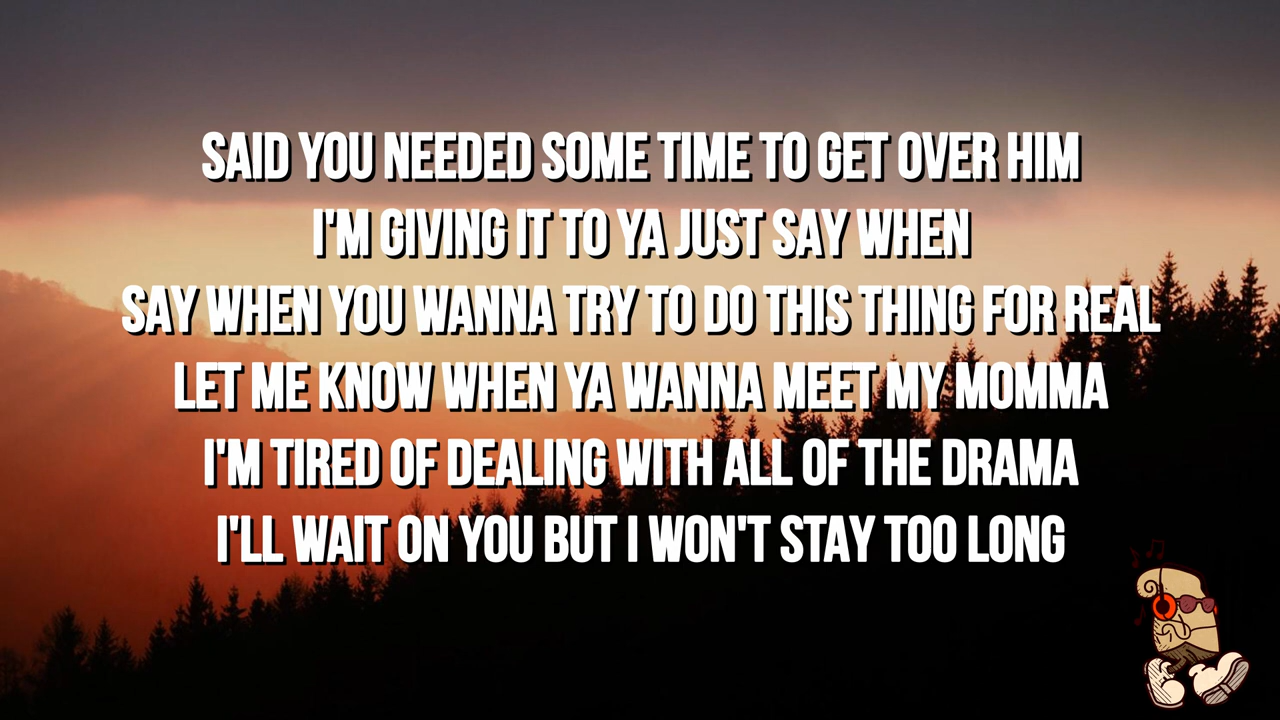 SAID YOU NEEDED SOME TIME TO GET OVER HIM
I'M GIVING IT TO YA JUST SAY WHEN
SAY WHEN YOU WANNA TRY TO DO THIS THING FOR REAL
LET ME KNOW WHEN YA WANNA MEET MY MOMMA
I'M TIRED OF DEALING WITH ALL OF THE DRAMA
I'LL WAIT ON YOU BUT I WON'T STAY TOO LONG